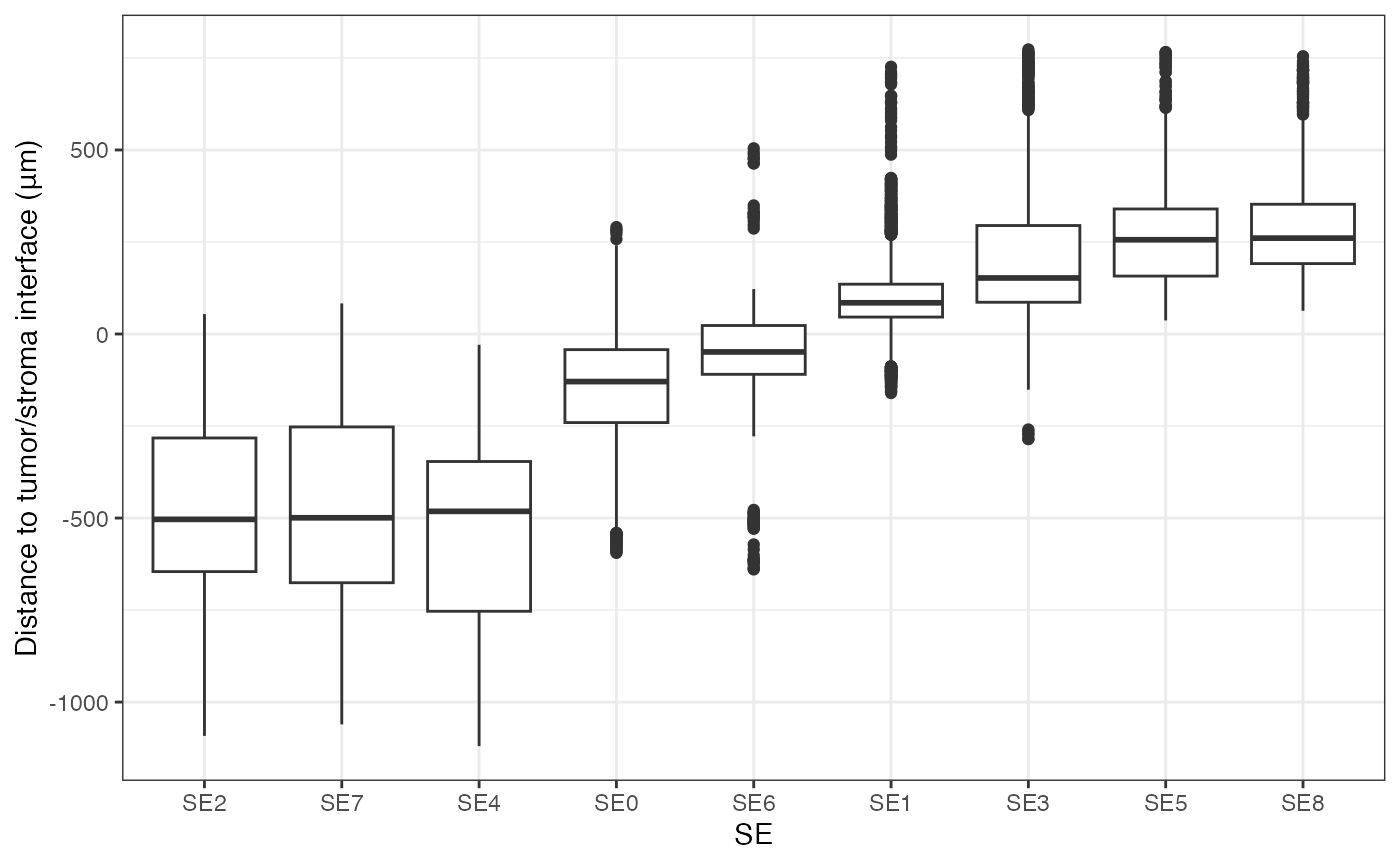 Distance to tumor/stroma interface (μm)
500
0
-500
-1000
SE2 SE7 SE4 SE0 SE6 SE1 SE3 SE5 SE8
SE